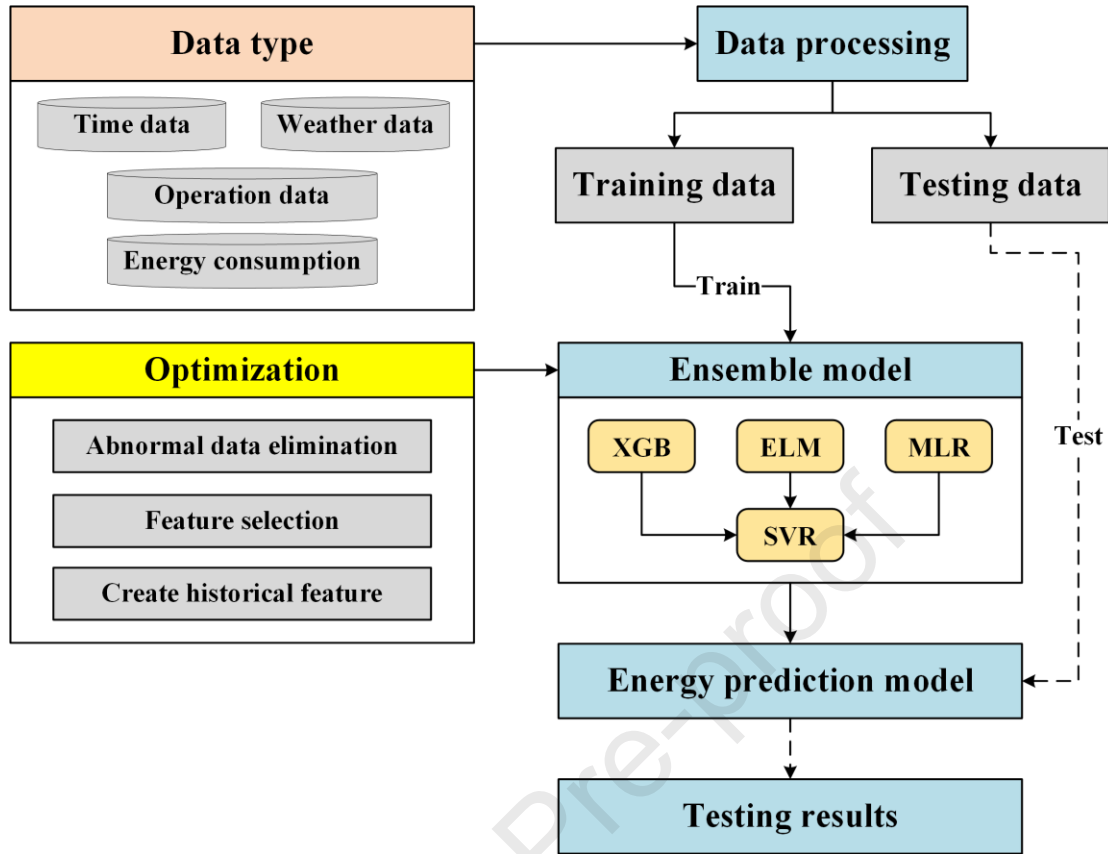 Data type
Time data
Weather data
Operation data
Energy consumption
Optimization
Abnormal data elimination
Feature selection
Create historical feature
Data processing
Training data
Testing data
Train
Test
Ensemble model
XGB
ELM
MLR
SVR
Energy prediction model
Testing results
Pre-proof